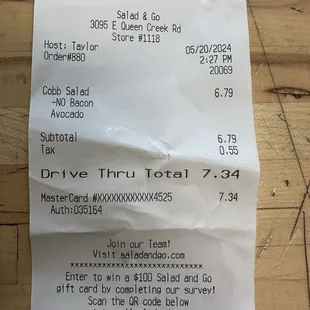 Salad & Go
3095 E Queen Creek Rd
Store #1118
Host: Taylor 05/20/2024
Order#880 2:27 PM
20069
Cobb Salad 6.79
-NO Bacon
Avocado
Subtotal 6.79
Tax 0.55
Drive Thru Total 7.34
MasterCard #XXXXXXXXXXXX4525 7.34
Auth:035164
Join our Team!
Visit saladandgo.com
******************************
Enter to win a $100 Salad and Go
gift card by completing our survey!
Scan the QR code below